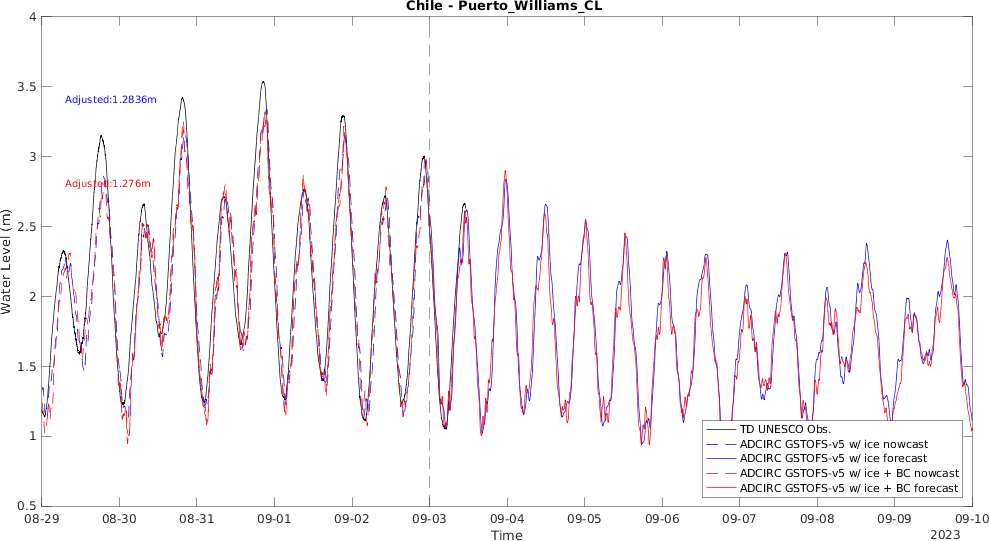 Chile - Puerto_Williams_CL
4
3.5
3
2.5
2
1.5
1
0.5
Water Level (m)
Adjusted:1.2836m
Adjusted:1.276m
TD UNESCO Obs.
ADCIRC GSTOFS-v5 w/ ice nowcast
ADCIRC GSTOFS-v5 w/ ice forecast
ADCIRC GSTOFS-v5 w/ ice + BC nowcast
ADCIRC GSTOFS-v5 w/ ice + BC forecast
08-29 08-30 08-31 09-01 09-02 09-03 09-04 09-05 09-06 09-07 09-08 09-09 09-10
Time
2023